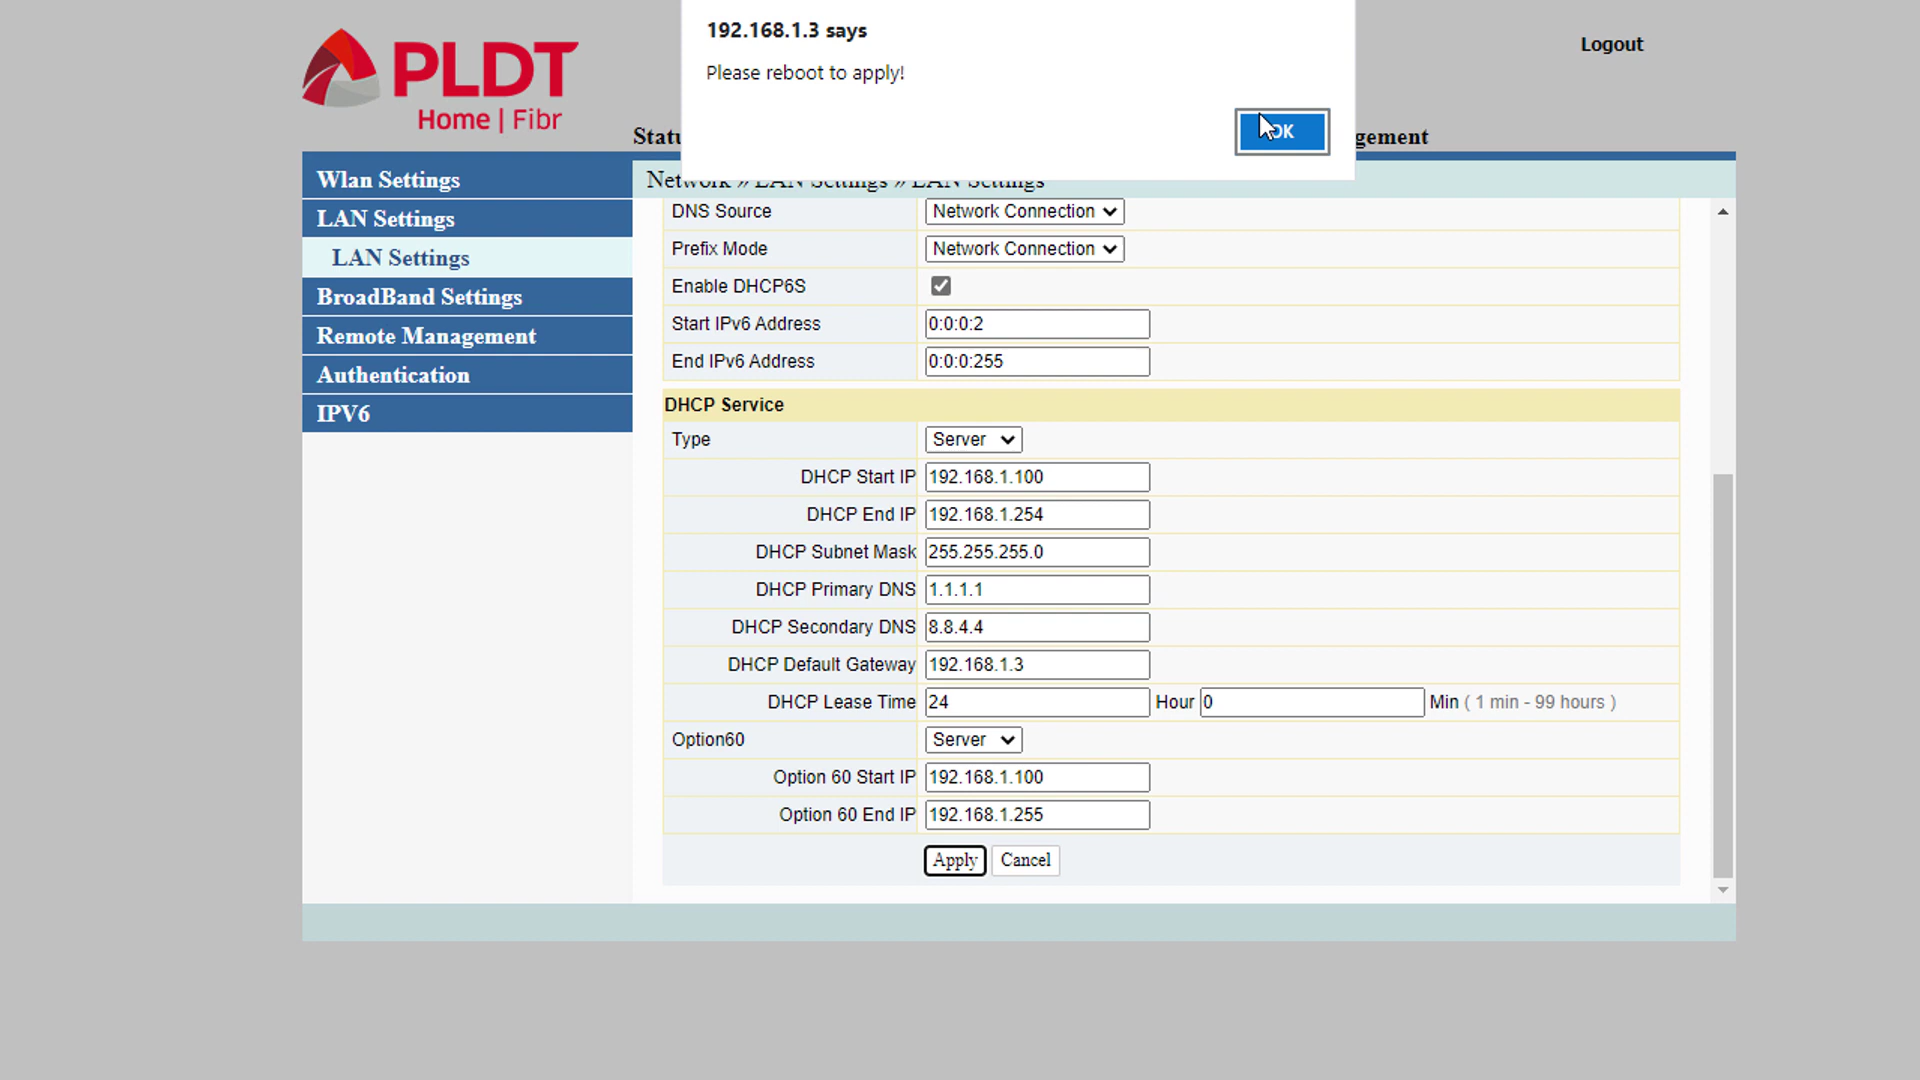 192.168.1.3 says
Please reboot to apply!
PLDT
Home | Fibr
Logout
Network » LAN Settings » LAN Settings
Wlan Settings
LAN Settings
LAN Settings
BroadBand Settings
Remote Management
Authentication
IPV6
DNS Source Network Connection
Prefix Mode Network Connection
Enable DHCP6S
Start IPv6 Address 0:0:0:2
End IPv6 Address 0:0:0:255
DHCP Service
Type Server
DHCP Start IP 192.168.1.100
DHCP End IP 192.168.1.254
DHCP Subnet Mask 255.255.255.0
DHCP Primary DNS 1.1.1.1
DHCP Secondary DNS 8.8.4.4
DHCP Default Gateway 192.168.1.3
DHCP Lease Time 24 Hour 0 Min ( 1 min - 99 hours )
Option60 Server
Option 60 Start IP 192.168.1.100
Option 60 End IP 192.168.1.255
Apply Cancel